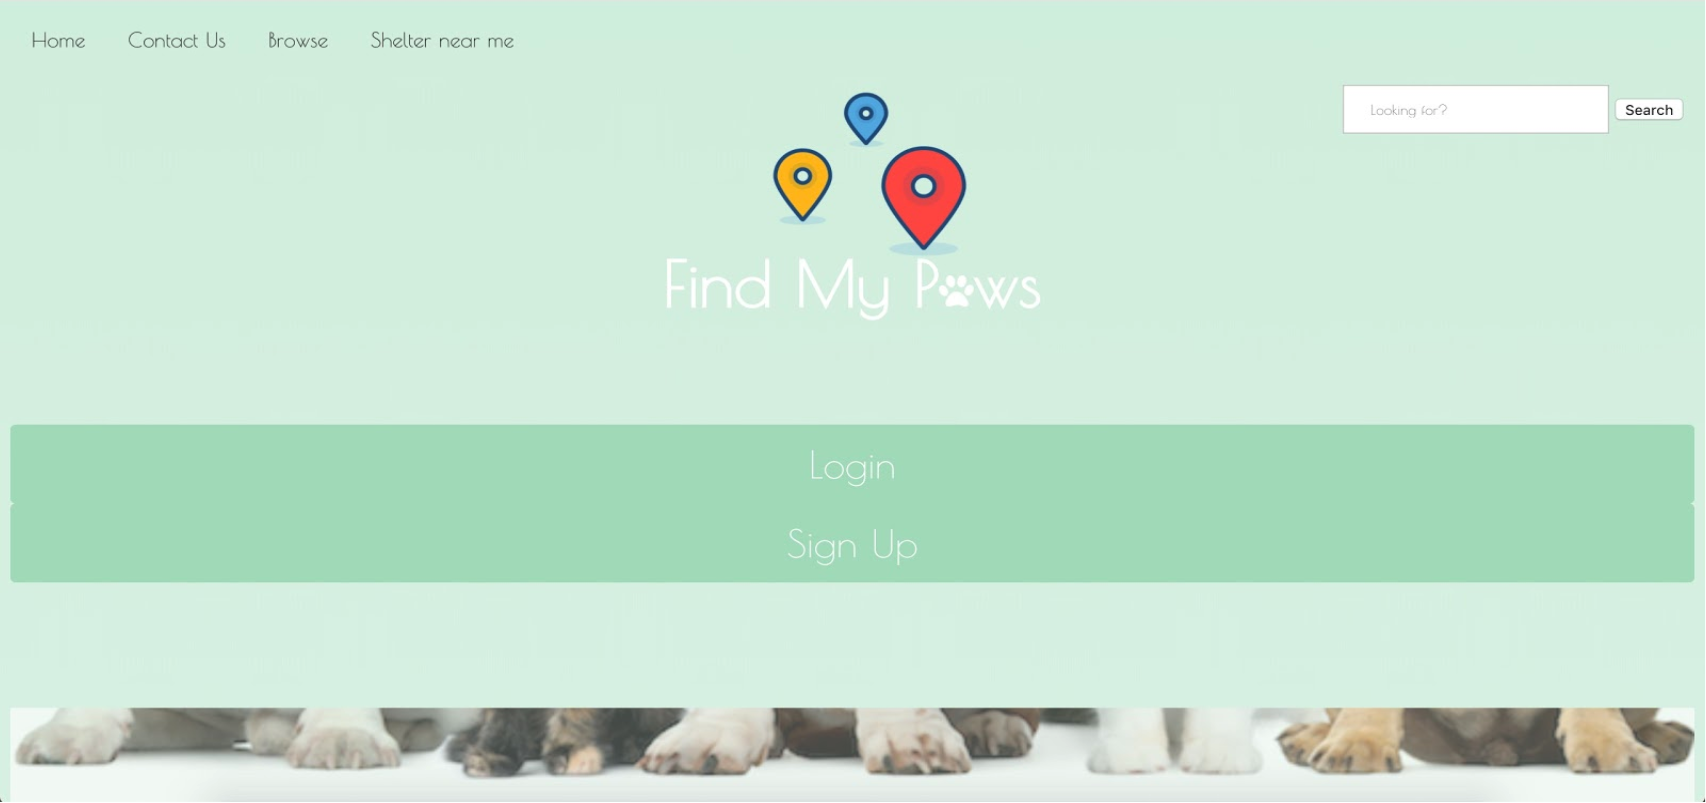 Home Contact Us Browse Shelter near me
Looking for? Search
Find My Paws
Login
Sign Up